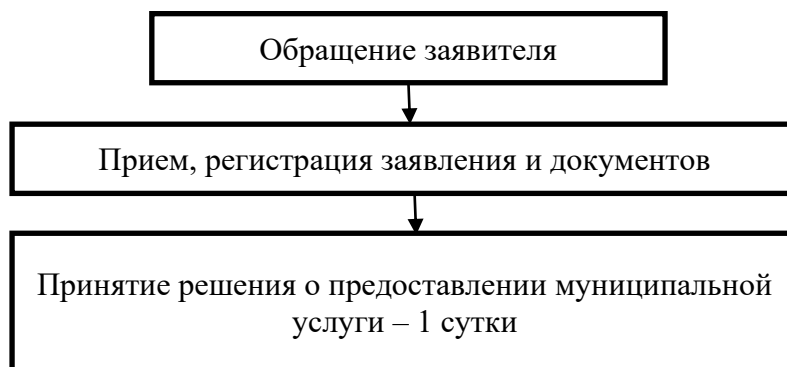 Обращение заявителя
Прием, регистрация заявления и документов
Принятие решения о предоставлении муниципальной
услуги – 1 сутки